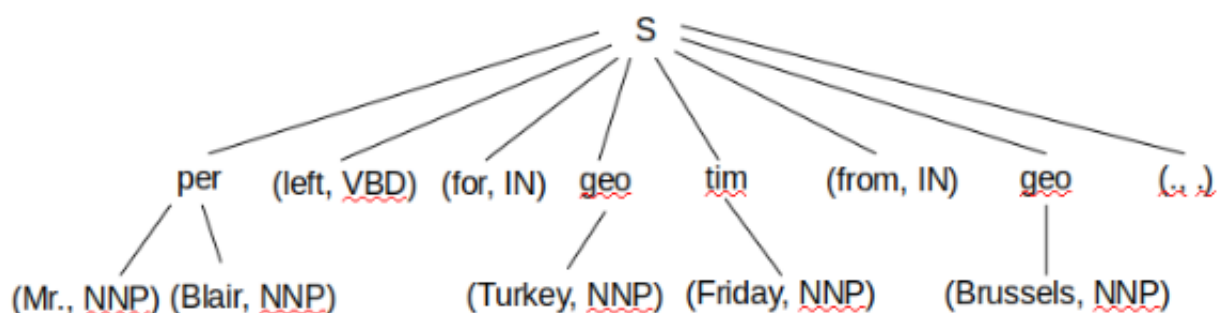 S
per (left, VBD) (for, IN) geo tim (from, IN) geo (., .)
(Mr., NNP) (Blair, NNP) (Turkey, NNP) (Friday, NNP) (Brussels, NNP)